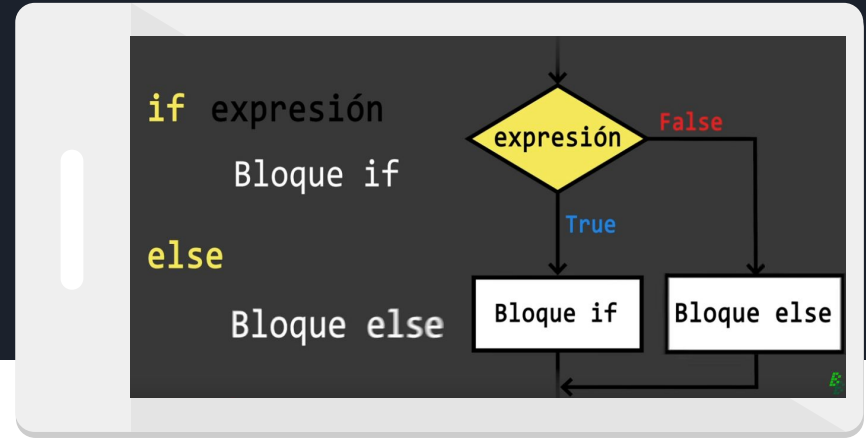 if expresión
Bloque if
else
Bloque else
expresión
False
True
Bloque if
Bloque else